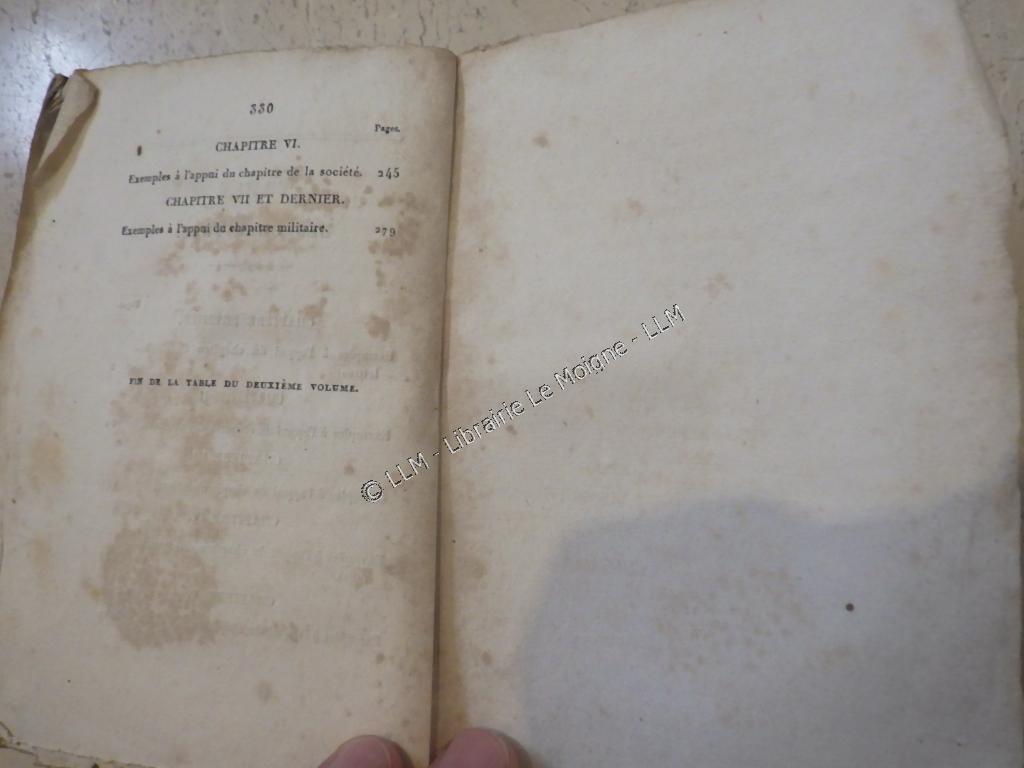 330
Pages.
CHAPITRE VI.
Exemples à l'appui du chapitre de la société. 245
CHAPITRE VII ET DERNIER.
Exemples à l'appui du chapitre militaire. 279
FIN DE LA TABLE DU DEUXIÈME VOLUME.
© LLM - Librairie Le Moigne - LLM